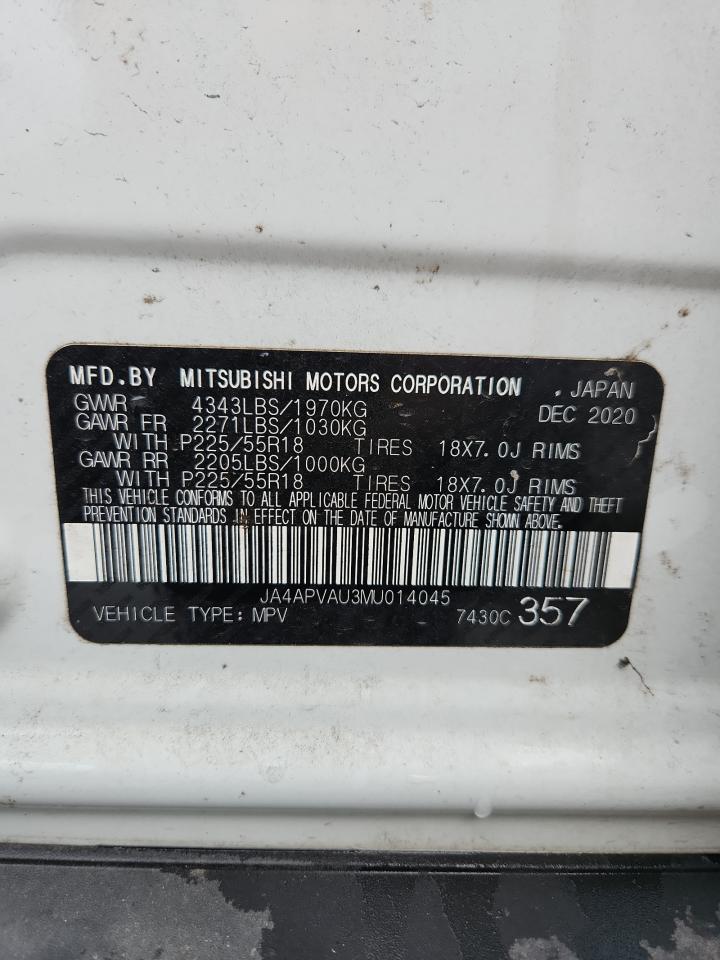 MFD.BY MITSUBISHI MOTORS CORPORATION . JAPAN
GVWR 4343LBS/1970KG DEC 2020
GAWR FR 2271LBS/1030KG
WITH P225/55R18 TIRES 18X7.0J RIMS
GAWR RR 2205LBS/1000KG
WITH P225/55R18 TIRES 18X7.0J RIMS
THIS VEHICLE CONFORMS TO ALL APPLICABLE FEDERAL MOTOR VEHICLE SAFETY AND THEFT
PREVENTION STANDARDS IN EFFECT ON THE DATE OF MANUFACTURE SHOWN ABOVE.
JA4APVAU3MU014045
VEHICLE TYPE: MPV 7430C 357